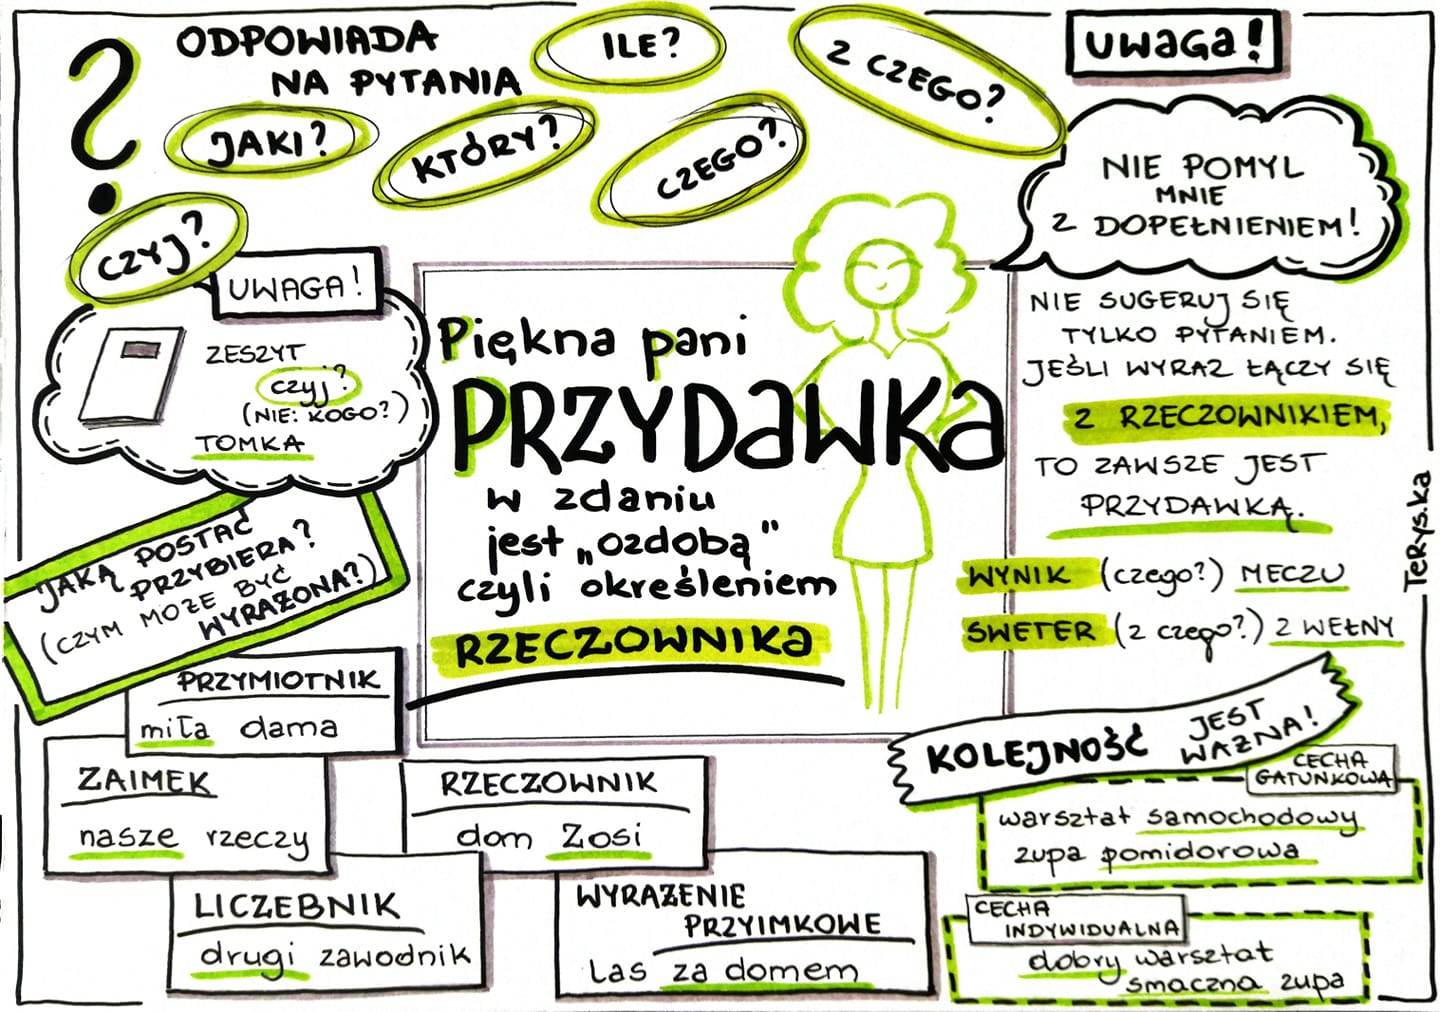 ODPOWIADA
NA PYTANIA
ILE?
Z CZEGO?
JAKI?
KTÓRY?
CZEGO?
CZYJ?
UWAGA!
ZESZYT
czyj?
(NIE: KOGO?)
TOMKA
Piękna pani
PRZYDAWKA
w zdaniu
jest „ozdobą"
czyli określeniem
RZECZOWNIKA
UWAGA!
NIE POMYL
MNIE
Z DOPEŁNIENIEM!
NIE SUGERUJ SIĘ
TYLKO PYTANIEM.
JEŚLI WYRAZ ŁĄCZY SIĘ
Z RZECZOWNIKIEM,
TO ZAWSZE JEST
PRZYDAWKĄ.
WYNIK (czego?) MECZU
SWETER (z czego?) Z WEŁNY
TeRys.Ka
JAKĄ POSTAĆ
PRZYBIERA?
(CZYM MOŻE BYĆ
WYRAŻONA?)
PRZYMIOTNIK
miła dama
ZAIMEK
nasze rzeczy
RZECZOWNIK
dom Zosi
LICZEBNIK
drugi zawodnik
WYRAŻENIE
PRZYIMKOWE
Las za domem
KOLEJNOŚĆ JEST
WAŻNA!
CECHA
GATUNKOWA
warsztat samochodowy
zupa pomidorowa
CECHA
INDYWIDUALNA
dobry warsztat
smaczna zupa